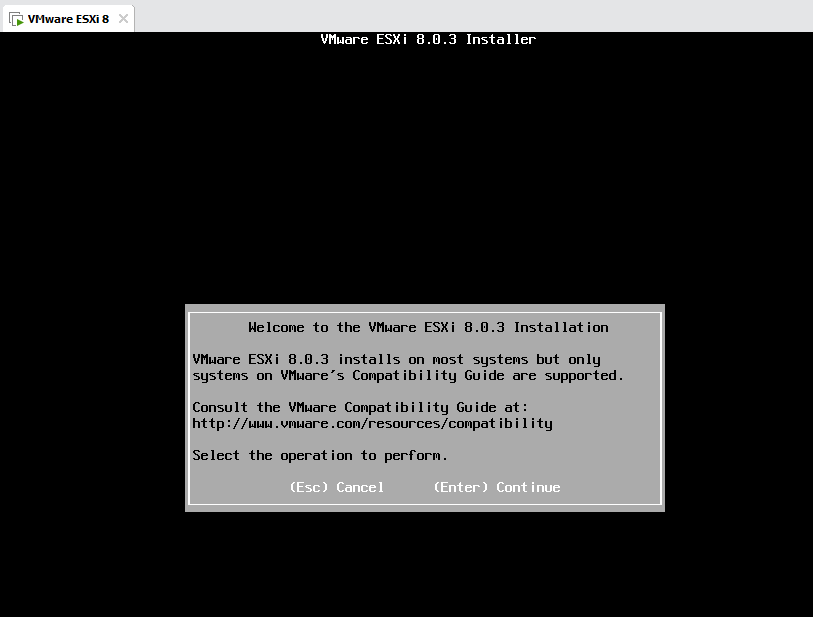 VMware ESXi 8
VMware ESXi 8.0.3 Installer
Welcome to the VMware ESXi 8.0.3 Installation
VMware ESXi 8.0.3 installs on most systems but only
systems on VMware's Compatibility Guide are supported.
Consult the VMware Compatibility Guide at:
http://www.vmware.com/resources/compatibility
Select the operation to perform.
(Esc) Cancel (Enter) Continue